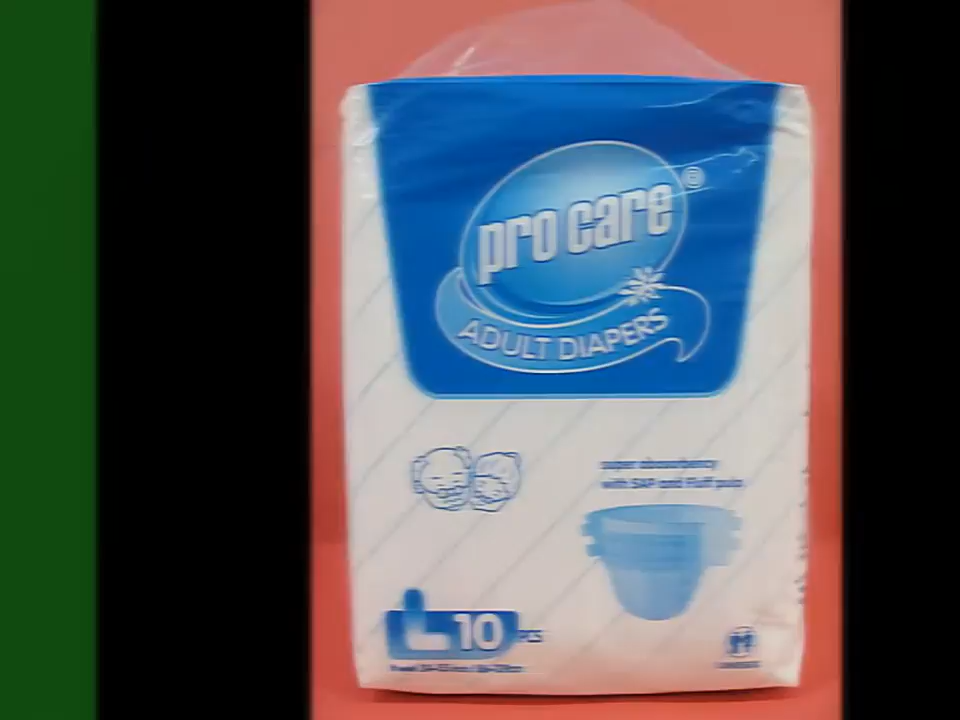 pro care®
ADULT DIAPERS
super absorbency
with SAP and Fluff pulp
L 10 PCS